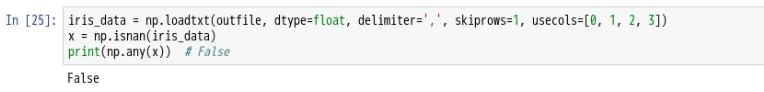 In [25]: iris_data = np.loadtxt(outfile, dtype=float, delimiter=',', skiprows=1, usecols=[0, 1, 2, 3])
x = np.isnan(iris_data)
print(np.any(x))  # False
False